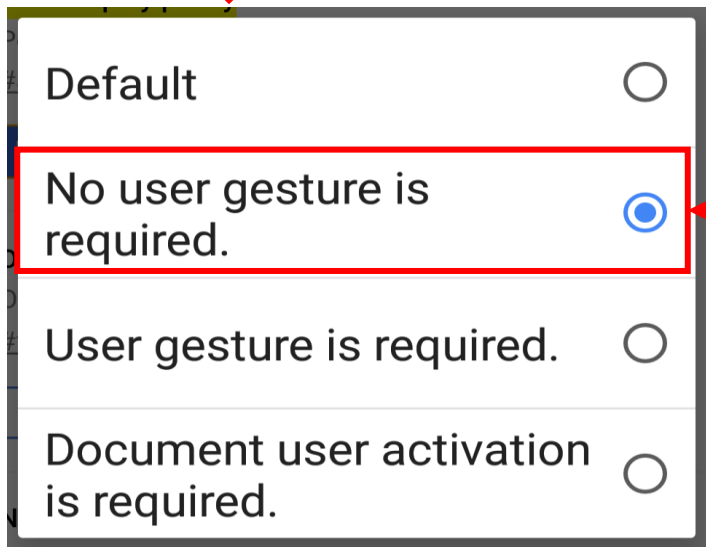 Default
No user gesture is
required.
User gesture is required.
Document user activation
is required.